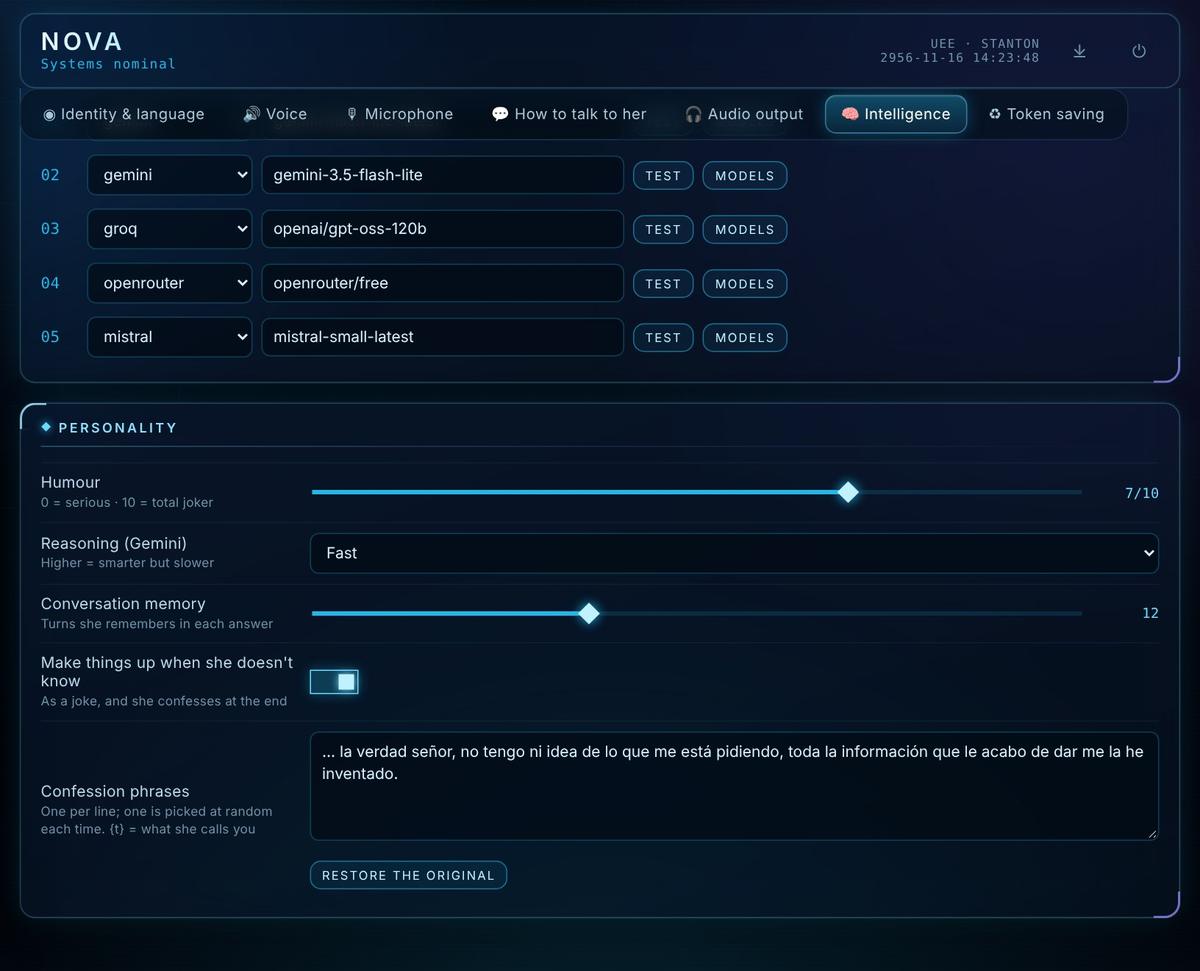 NOVA
Systems nominal
UEE · STANTON
2956-11-16 14:23:48
Identity & language
Voice
Microphone
How to talk to her
Audio output
Intelligence
Token saving
02 gemini gemini-3.5-flash-lite TEST MODELS
03 groq openai/gpt-oss-120b TEST MODELS
04 openrouter openrouter/free TEST MODELS
05 mistral mistral-small-latest TEST MODELS
PERSONALITY
Humour
0 = serious · 10 = total joker
7/10
Reasoning (Gemini)
Higher = smarter but slower
Fast
Conversation memory
Turns she remembers in each answer
12
Make things up when she doesn't
know
As a joke, and she confesses at the end
Confession phrases
One per line; one is picked at random
each time. {t} = what she calls you
... la verdad señor, no tengo ni idea de lo que me está pidiendo, toda la información que le acabo de dar me la he
inventado.
RESTORE THE ORIGINAL